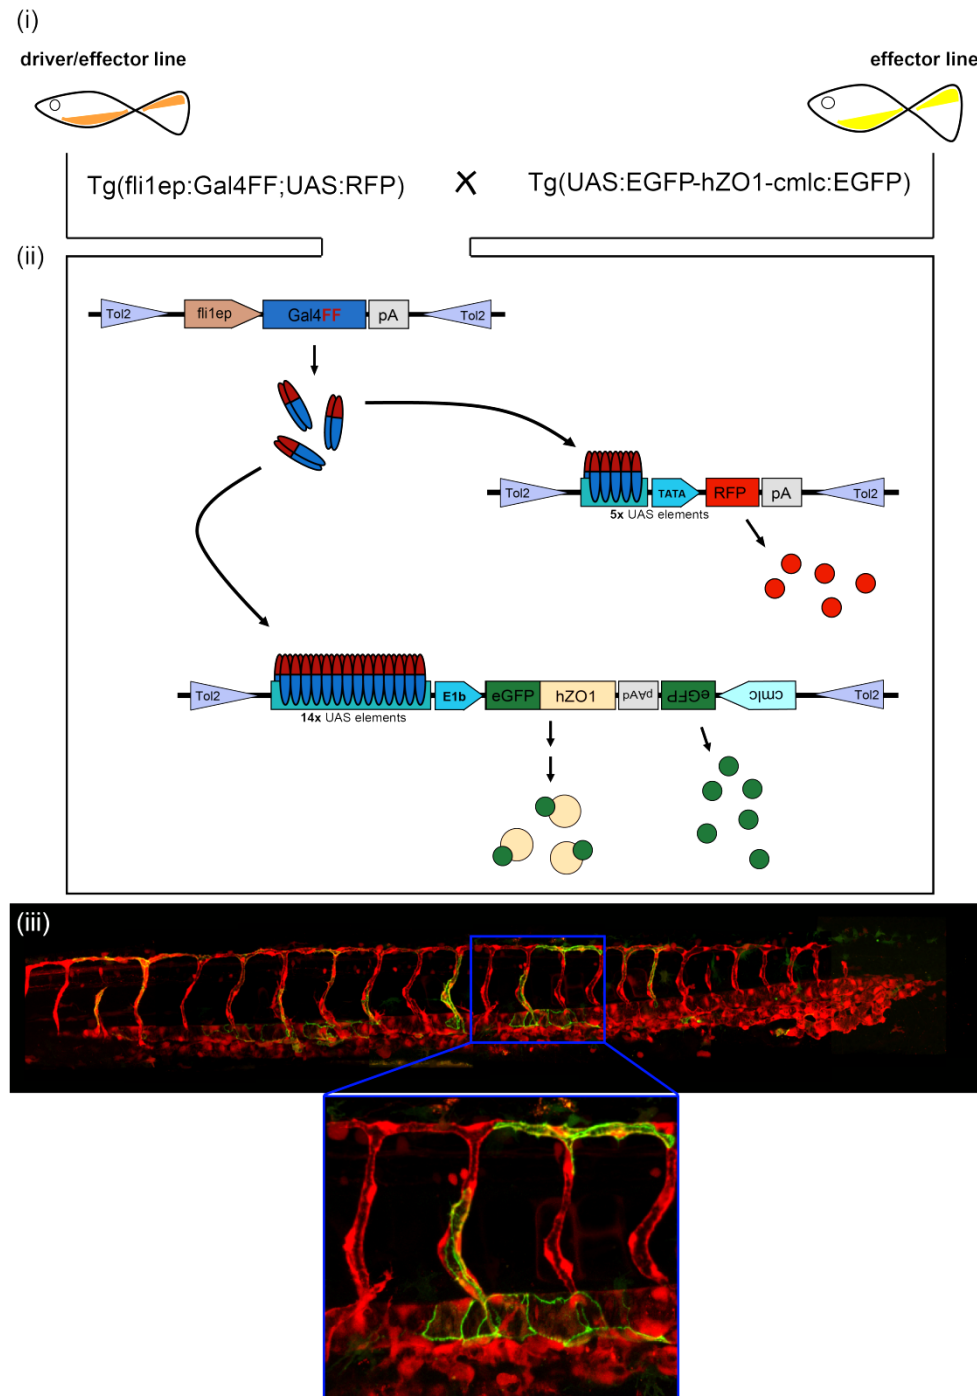 (i)
driver/effector line
effector line
Tg(fli1ep:Gal4FF;UAS:RFP)
X
Tg(UAS:EGFP-hZO1-cmlc:EGFP)
(ii)
Tol2
fli1ep
Gal4FF
pA
Tol2
Tol2
TATA
RFP
pA
Tol2
5x UAS elements
Tol2
E1b
eGFP
hZO1
pA
pA
eGFP
cmlc
Tol2
14x UAS elements
(iii)